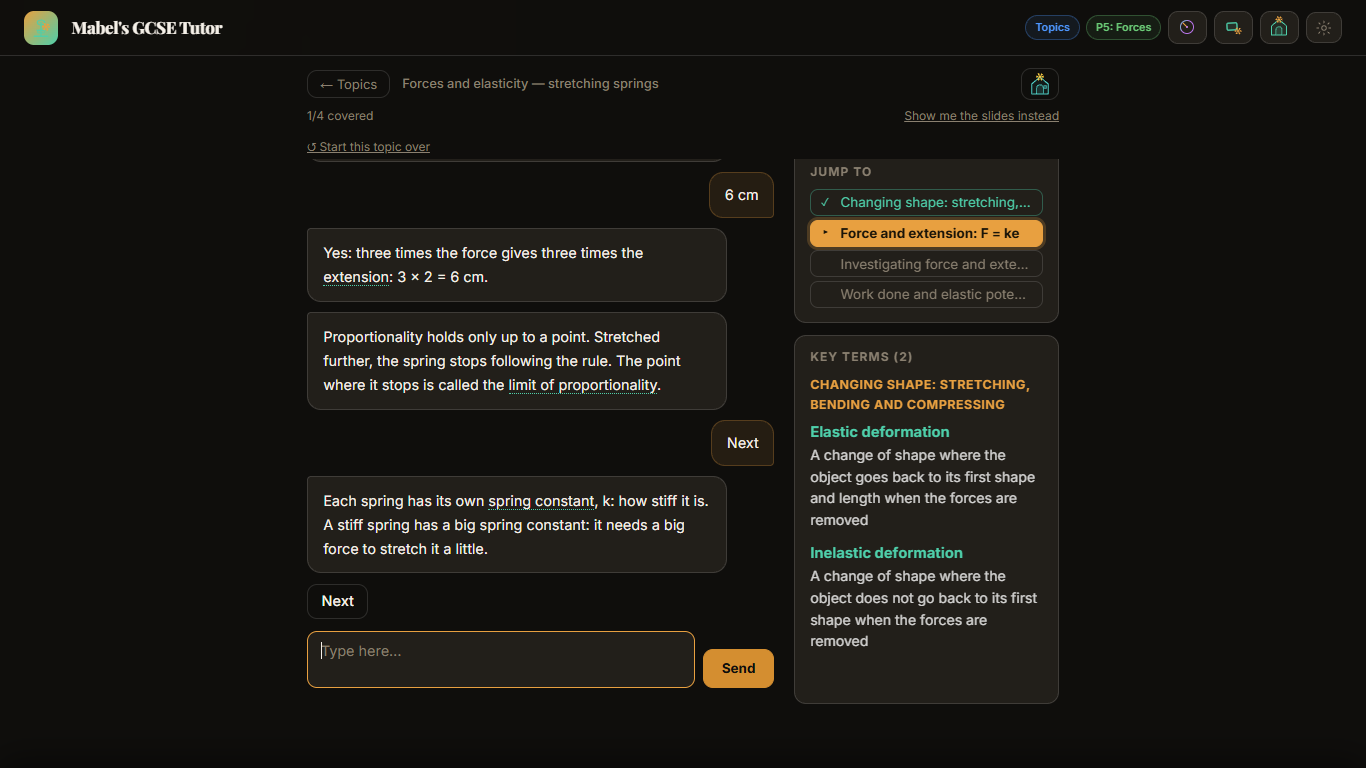 Mabel's GCSE Tutor
Topics
P5: Forces
← Topics
Forces and elasticity — stretching springs
1/4 covered
Show me the slides instead
↺ Start this topic over
6 cm
Yes: three times the force gives three times the
extension: 3 × 2 = 6 cm.
Proportionality holds only up to a point. Stretched
further, the spring stops following the rule. The point
where it stops is called the limit of proportionality.
Next
Each spring has its own spring constant, k: how stiff it is.
A stiff spring has a big spring constant: it needs a big
force to stretch it a little.
Next
Type here...
Send
JUMP TO
✓ Changing shape: stretching,...
‣ Force and extension: F = ke
Investigating force and exte...
Work done and elastic pote...
KEY TERMS (2)
CHANGING SHAPE: STRETCHING,
BENDING AND COMPRESSING
Elastic deformation
A change of shape where the
object goes back to its first shape
and length when the forces are
removed
Inelastic deformation
A change of shape where the
object does not go back to its first
shape when the forces are
removed